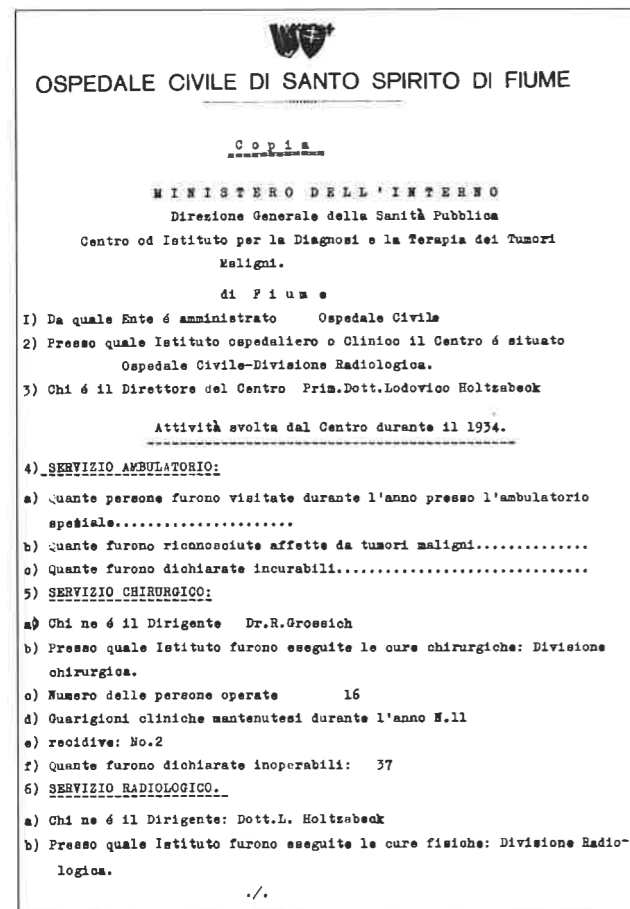 OSPEDALE CIVILE DI SANTO SPIRITO DI FIUME
Copia
MINISTERO DELL'INTERNO
Direzione Generale della Sanità Pubblica
Centro od Istituto per la Diagnosi e la Terapia dei Tumori
Maligni.
di Fiume
I) Da quale Ente é amministrato Ospedale Civile
2) Presso quale Istituto ospedaliero o Clinico il Centro é situato
Ospedale Civile-Divisione Radiologica.
3) Chi é il Direttore del Centro Prim.Dott.Lodovico Holtzabeck
Attività svolta dal Centro durante il 1934.
4) SERVIZIO AMBULATORIO:
a) Quante persone furono visitate durante l'anno presso l'ambulatorio
speziale......................
b) Quante furono riconosciute affette da tumori maligni..............
c) Quante furono dichiarate incurabili...............................
5) SERVIZIO CHIRURGICO:
a) Chi ne é il Dirigente Dr.R.Grossich
b) Presso quale Istituto furono eseguite le cure chirurgiche: Divisione
chirurgica.
c) Numero delle persone operate 16
d) Guarigioni cliniche mantenutesi durante l'anno N.11
e) recidive: No.2
f) Quante furono dichiarate inoperabili: 37
6) SERVIZIO RADIOLOGICO.
a) Chi ne é il Dirigente: Dott.L. Holtzabeck
b) Presso quale Istituto furono eseguite le cure fisiche: Divisione Radio-
logica.
./.